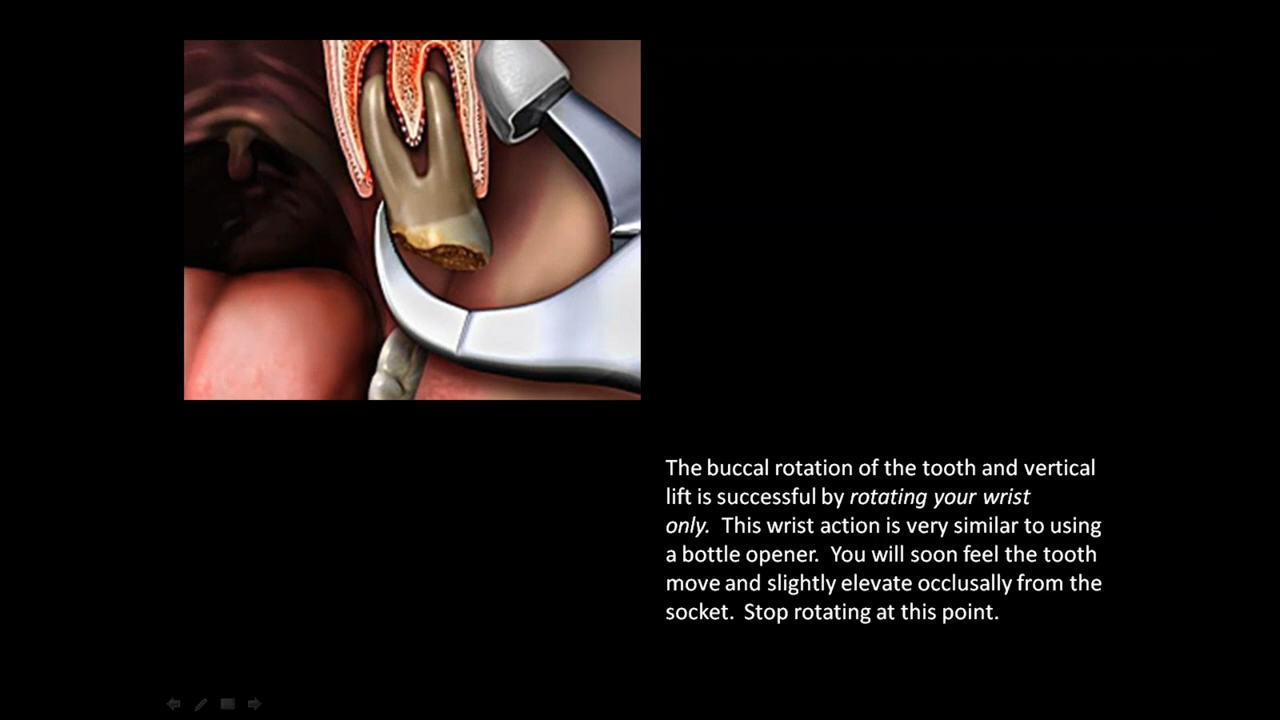 The buccal rotation of the tooth and vertical
lift is successful by rotating your wrist
only.  This wrist action is very similar to using
a bottle opener.  You will soon feel the tooth
move and slightly elevate occlusally from the
socket.  Stop rotating at this point.